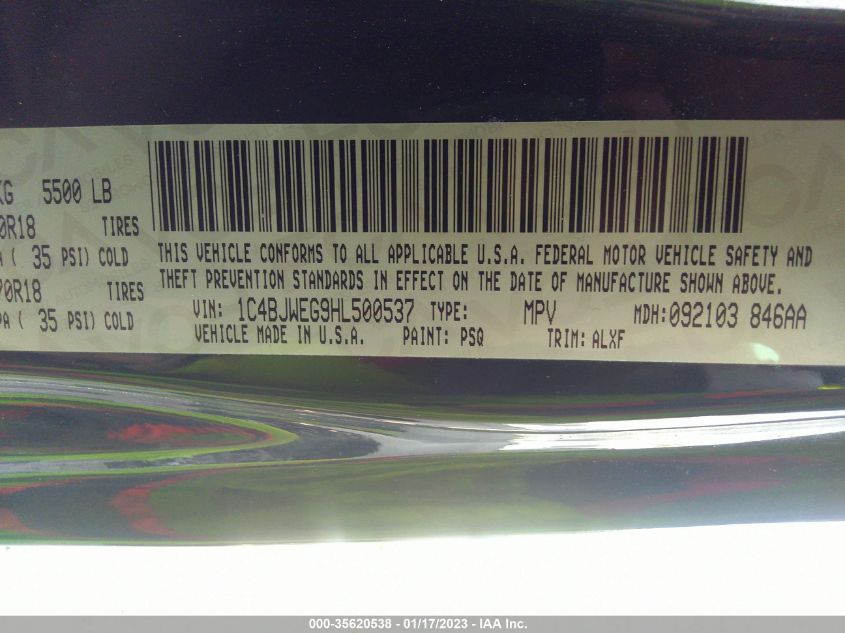 KG 5500 LB
0R18 TIRES
A ( 35 PSI) COLD
70R18 TIRES
PA ( 35 PSI) COLD
THIS VEHICLE CONFORMS TO ALL APPLICABLE U.S.A. FEDERAL MOTOR VEHICLE SAFETY AND
THEFT PREVENTION STANDARDS IN EFFECT ON THE DATE OF MANUFACTURE SHOWN ABOVE.
VIN: 1C4BJWEG9HL500537 TYPE: MPV MDH:092103 846AA
VEHICLE MADE IN U.S.A. PAINT: PSQ TRIM: ALXF
000-35620538 - 01/17/2023 - IAA Inc.